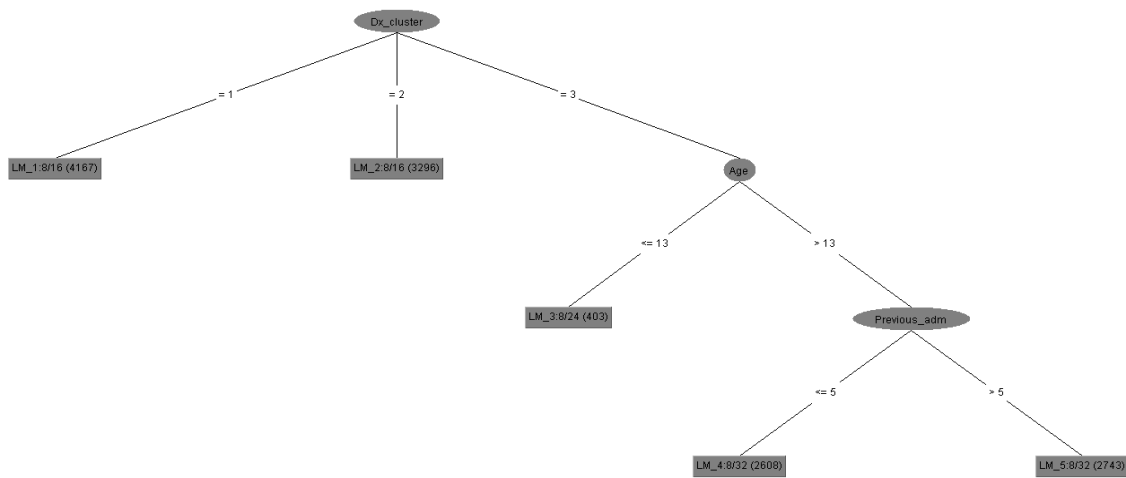 Dx_cluster
= 1
= 2
= 3
LM_1:8/16 (4167)
LM_2:8/16 (3296)
Age
<= 13
> 13
LM_3:8/24 (403)
Previous_adm
<= 5
> 5
LM_4:8/32 (2608)
LM_5:8/32 (2743)